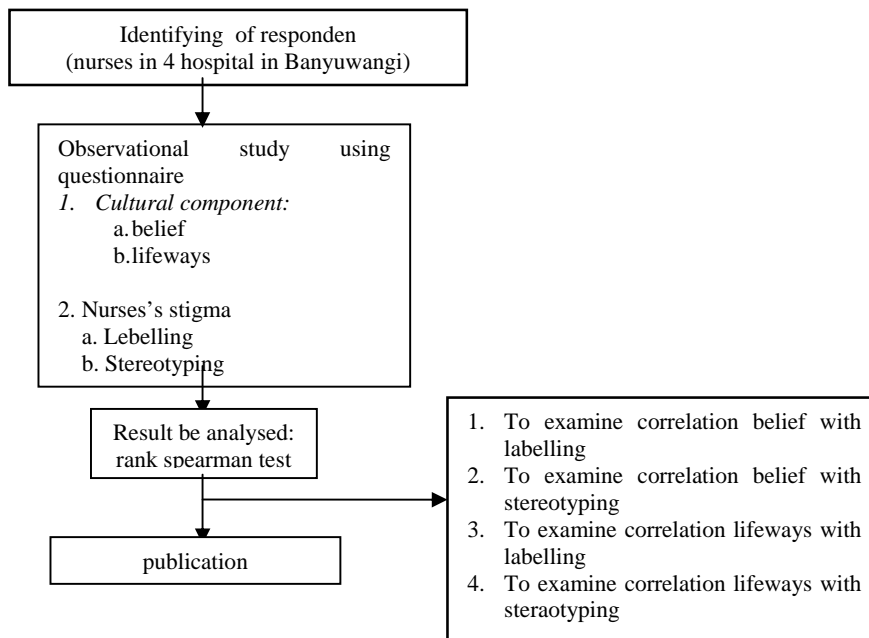 Identifying of responden
(nurses in 4 hospital in Banyuwangi)
Observational study using
questionnaire
1. Cultural component:
a. belief
b. lifeways
2. Nurses's stigma
a. Lebelling
b. Stereotyping
Result be analysed:
rank spearman test
1. To examine correlation belief with
labelling
2. To examine correlation belief with
stereotyping
3. To examine correlation lifeways with
labelling
4. To examine correlation lifeways with
steraotyping
publication